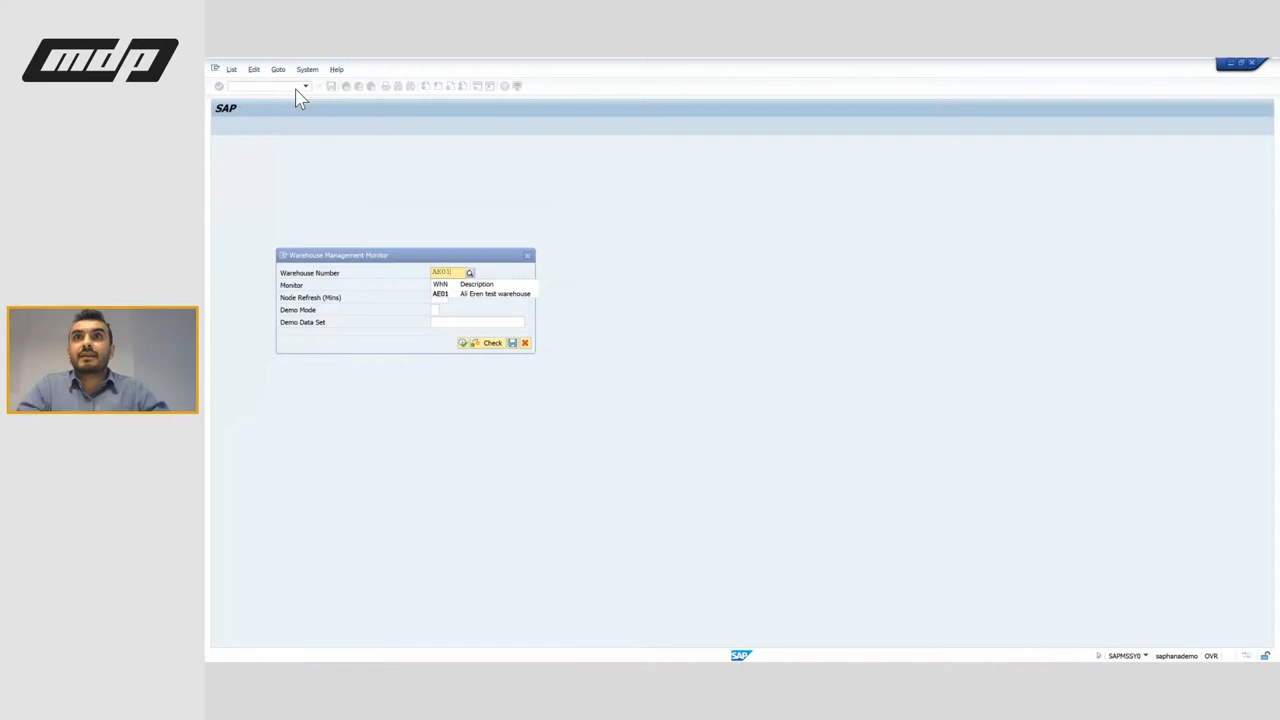 mdp
List Edit Goto System Help
SAP
Warehouse Management Monitor
Warehouse Number AE01
Monitor WhN Description
Node Refresh (Mins) AE01 Ali Eren test warehouse
Demo Mode
Demo Data Set
Check
SAP SAPMSSY0 saphanademo OVR